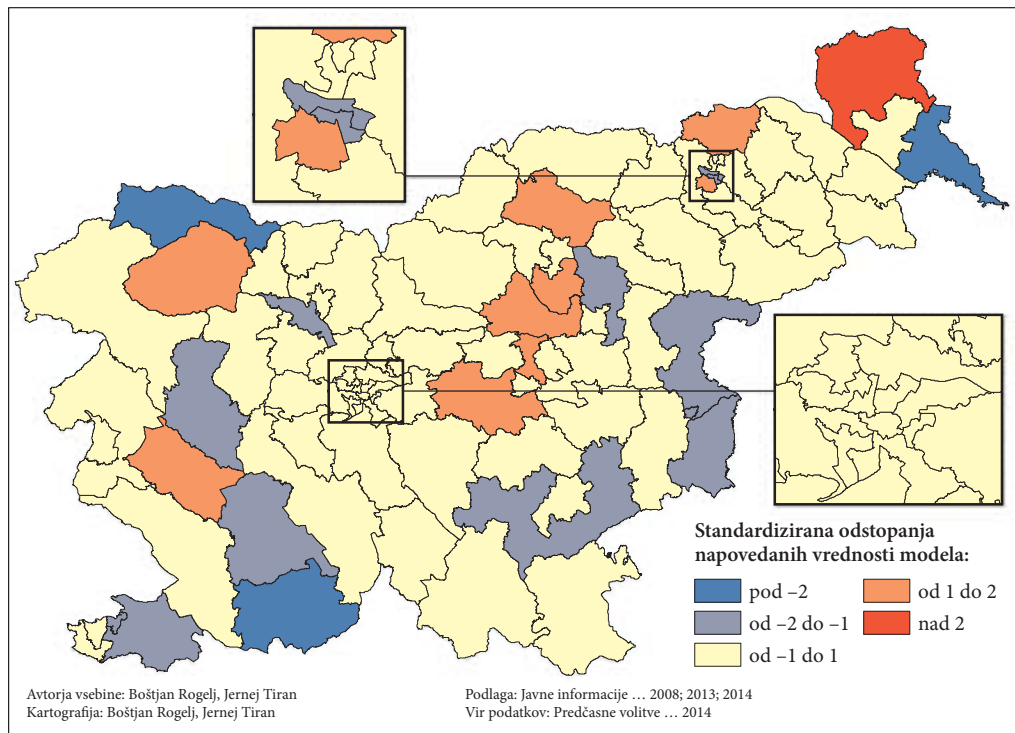 Standardizirana odstopanja
napovedanih vrednosti modela:
pod –2
od –2 do –1
od –1 do 1
od 1 do 2
nad 2
Avtorja vsebine: Boštjan Rogelj, Jernej Tiran
Kartografija: Boštjan Rogelj, Jernej Tiran
Podlaga: Javne informacije … 2008; 2013; 2014
Vir podatkov: Predčasne volitve … 2014